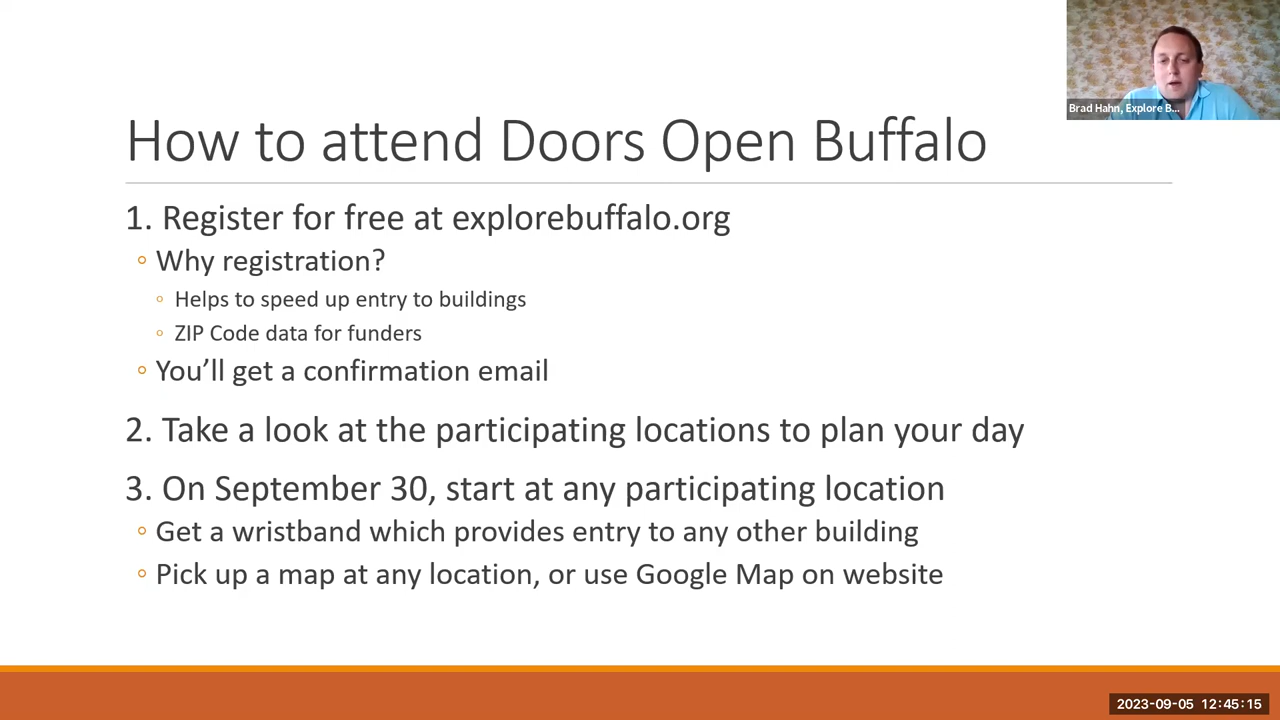 How to attend Doors Open Buffalo
1. Register for free at explorebuffalo.org
◦ Why registration?
◦ Helps to speed up entry to buildings
◦ ZIP Code data for funders
◦ You’ll get a confirmation email
2. Take a look at the participating locations to plan your day
3. On September 30, start at any participating location
◦ Get a wristband which provides entry to any other building
◦ Pick up a map at any location, or use Google Map on website
Brad Hahn, Explore B...
2023-09-05 12:45:15